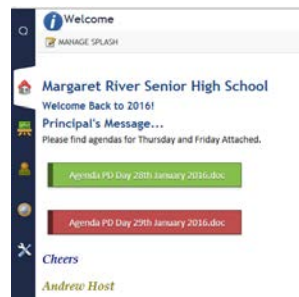 Welcome
MANAGE SPLASH
Margaret River Senior High School
Welcome Back to 2016!
Principal's Message...
Please find agendas for Thursday and Friday Attached.
Agenda PD Day 28th January 2016.doc
Agenda PD Day 29th January 2016.doc
Cheers
Andrew Host